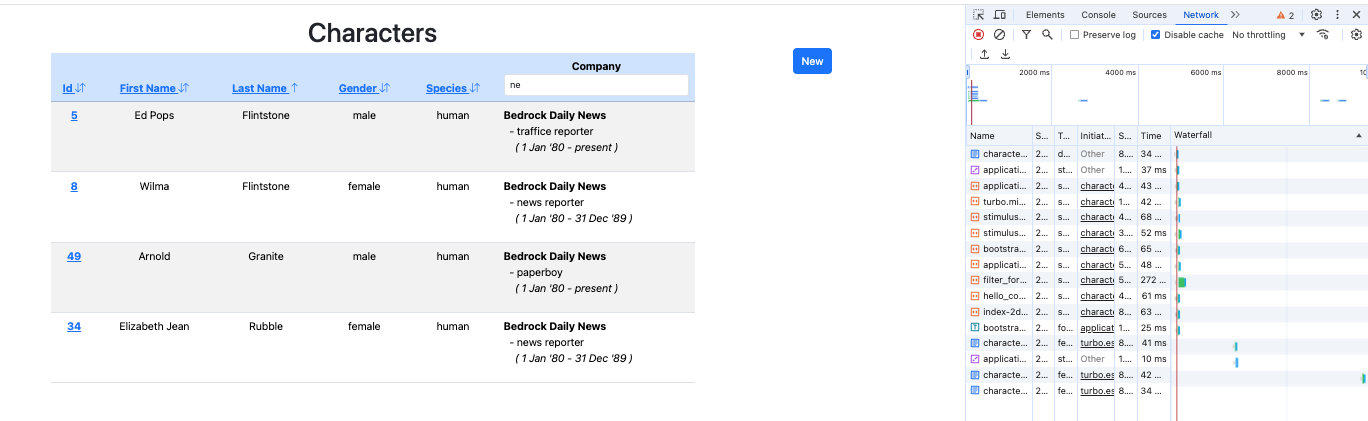 Characters
New
Company
Id First Name Last Name Gender Species
ne
5 Ed Pops Flintstone male human Bedrock Daily News
- traffice reporter
( 1 Jan '80 - present )
8 Wilma Flintstone female human Bedrock Daily News
- news reporter
( 1 Jan '80 - 31 Dec '89 )
49 Arnold Granite male human Bedrock Daily News
- paperboy
( 1 Jan '80 - present )
34 Elizabeth Jean Rubble female human Bedrock Daily News
- news reporter
( 1 Jan '80 - 31 Dec '89 )
Elements Console Sources Network 2
Preserve log Disable cache No throttling
2000 ms 4000 ms 6000 ms 8000 ms 10
Name S... T... Initiat... S... Time Waterfall
characte... 2... d... Other 8.... 34 ...
applicati... 2... st... Other 1.... 37 ms
applicati... 2... s... characte 4... 43 ...
turbo.mi... 2... s... characte 1... 42 ...
stimulus... 2... s... characte 4... 68 ...
stimulus... 2... s... characte 3... 52 ms
bootstra... 2... s... characte 6... 65 ...
applicati... 2... s... characte 5... 48 ...
filter_for... 2... s... characte 5... 272 ...
hello_co... 2... s... characte 4... 61 ms
index-2d... 2... s... characte 8... 63 ...
bootstra... 2... fo... applicat 1... 25 ms
characte... 2... fe... turbo.es 8.... 41 ms
applicati... 2... st... Other 1.... 10 ms
characte... 2... fe... turbo.es 8.... 42 ...
characte... 2... fe... turbo.es 8.... 34 ...